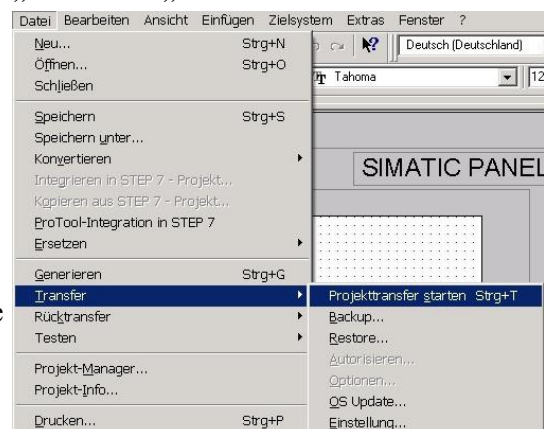 Datei Bearbeiten Ansicht Einfügen Zielsystem Extras Fenster ?
Neu... Strg+N
Deutsch (Deutschland)
Öffnen... Strg+O
Tahoma 12
Schließen
Speichern Strg+S
Speichern unter...
Konvertieren
SIMATIC PANEL
Integrieren in STEP 7 - Projekt...
Kopieren aus STEP 7 - Projekt...
ProTool-Integration in STEP 7
Ersetzen
Generieren Strg+G
Transfer
Projekttransfer starten Strg+T
Rücktransfer
Backup...
Testen
Restore...
Autorisieren...
Projekt-Manager...
Optionen...
Projekt-Info...
OS Update...
Drucken... Strg+P
Einstellung...